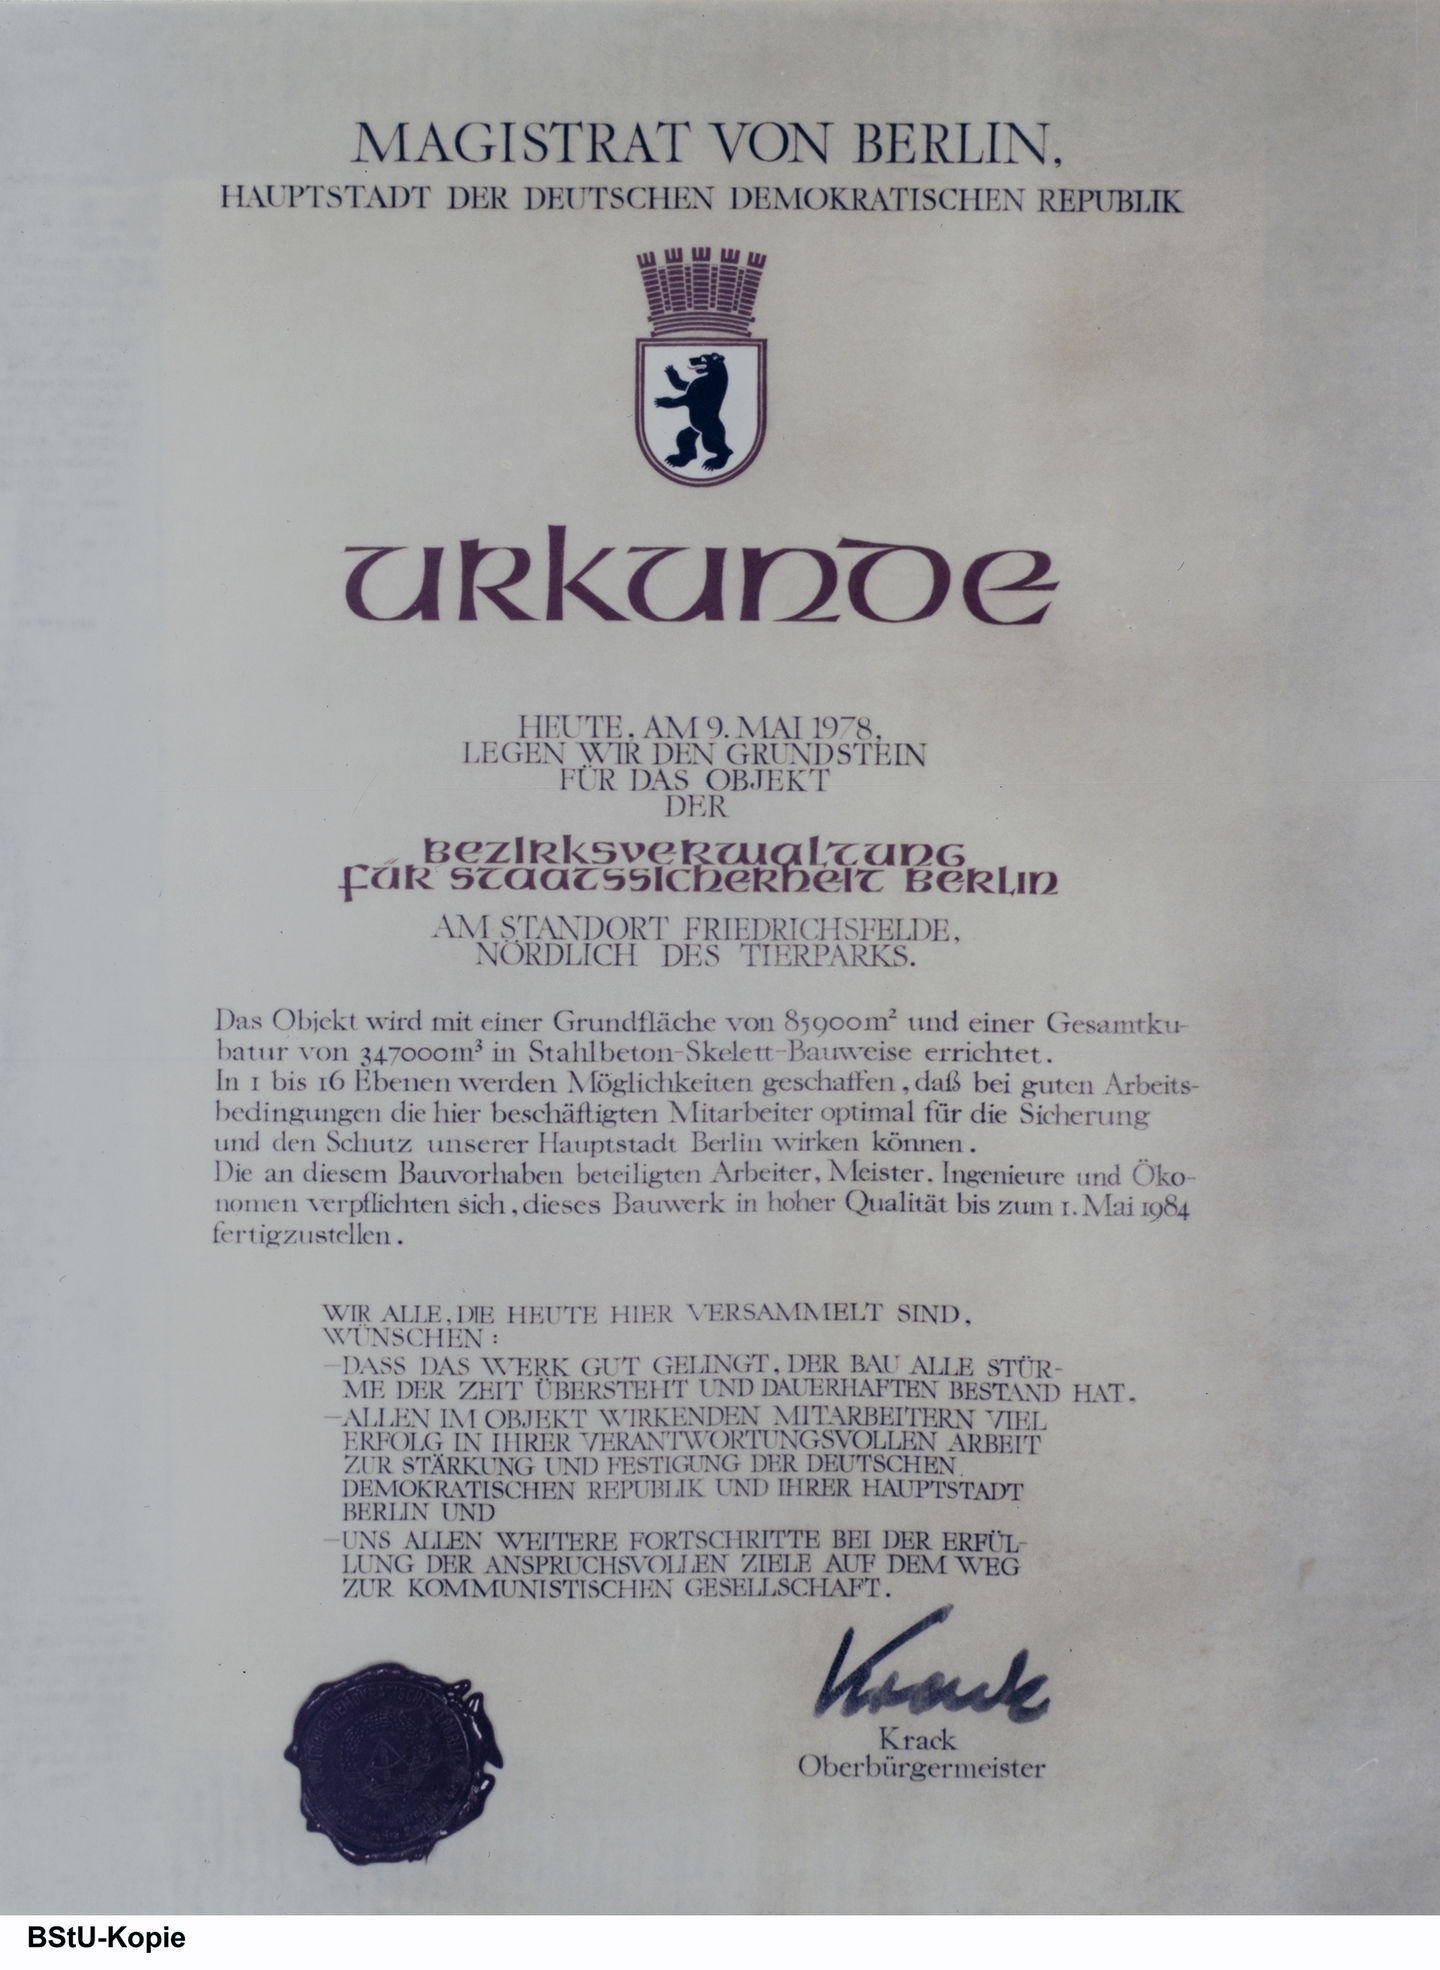 MAGISTRAT VON BERLIN,
HAUPTSTADT DER DEUTSCHEN DEMOKRATISCHEN REPUBLIK
URKUNDE
HEUTE, AM 9. MAI 1978,
LEGEN WIR DEN GRUNDSTEIN
FÜR DAS OBJEKT
DER
BEZIRKSVERWALTUNG
FÜR STAATSSICHERHEIT BERLIN
AM STANDORT FRIEDRICHSFELDE,
NÖRDLICH DES TIERPARKS.
Das Objekt wird mit einer Grundfläche von 85900m² und einer Gesamtku-
batur von 347000m³ in Stahlbeton-Skelett-Bauweise errichtet.
In 1 bis 16 Ebenen werden Möglichkeiten geschaffen, daß bei guten Arbeits-
bedingungen die hier beschäftigten Mitarbeiter optimal für die Sicherung
und den Schutz unserer Hauptstadt Berlin wirken können.
Die an diesem Bauvorhaben beteiligten Arbeiter, Meister, Ingenieure und Öko-
nomen verpflichten sich, dieses Bauwerk in hoher Qualität bis zum 1. Mai 1984
fertigzustellen.
WIR ALLE, DIE HEUTE HIER VERSAMMELT SIND,
WÜNSCHEN:
–DASS DAS WERK GUT GELINGT, DER BAU ALLE STÜR-
ME DER ZEIT ÜBERSTEHT UND DAUERHAFTEN BESTAND HAT,
–ALLEN IM OBJEKT WIRKENDEN MITARBEITERN VIEL
ERFOLG IN IHRER VERANTWORTUNGSVOLLEN ARBEIT
ZUR STÄRKUNG UND FESTIGUNG DER DEUTSCHEN
DEMOKRATISCHEN REPUBLIK UND IHRER HAUPTSTADT
BERLIN UND
–UNS ALLEN WEITERE FORTSCHRITTE BEI DER ERFÜL-
LUNG DER ANSPRUCHSVOLLEN ZIELE AUF DEM WEG
ZUR KOMMUNISTISCHEN GESELLSCHAFT.
Krack
Krack
Oberbürgermeister
BStU-Kopie